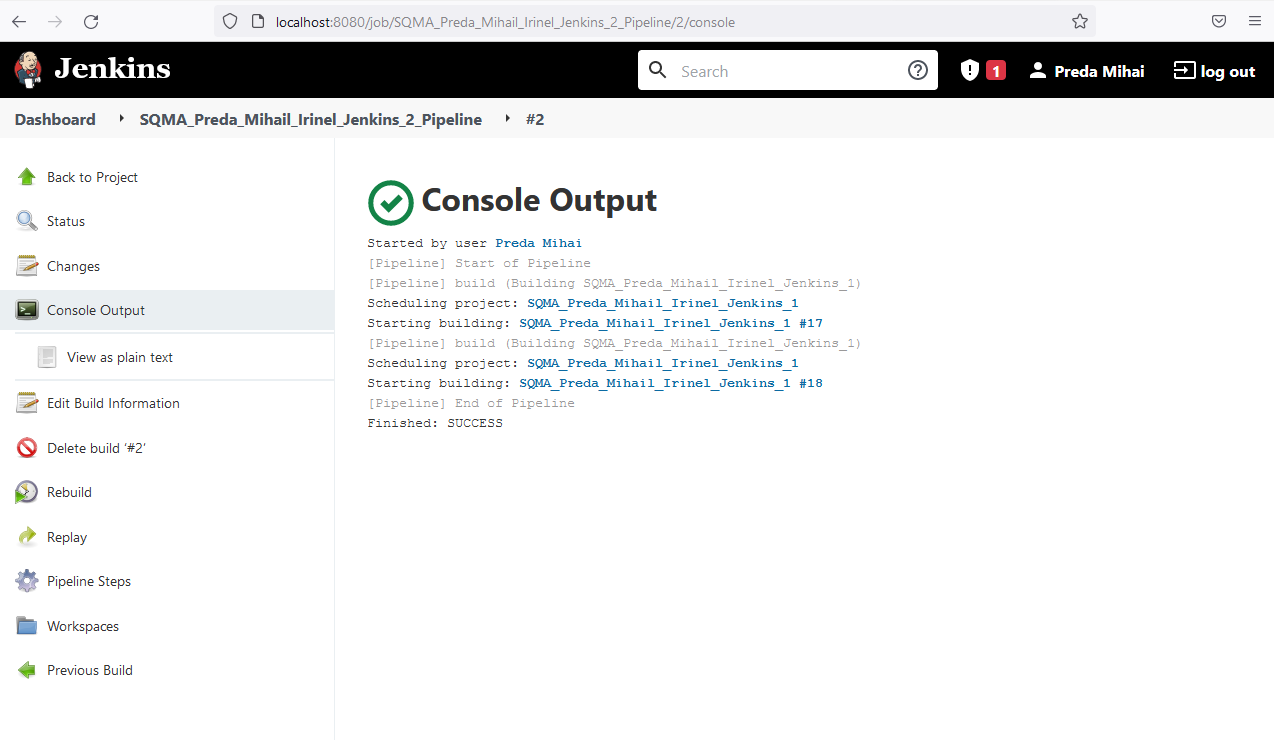 localhost:8080/job/SQMA_Preda_Mihail_Irinel_Jenkins_2_Pipeline/2/console
Jenkins
Search
1
Preda Mihai
log out
Dashboard
SQMA_Preda_Mihail_Irinel_Jenkins_2_Pipeline
#2
Back to Project
Status
Changes
Console Output
View as plain text
Edit Build Information
Delete build ‘#2’
Rebuild
Replay
Pipeline Steps
Workspaces
Previous Build
Console Output
Started by user Preda Mihai
[Pipeline] Start of Pipeline
[Pipeline] build (Building SQMA_Preda_Mihail_Irinel_Jenkins_1)
Scheduling project: SQMA_Preda_Mihail_Irinel_Jenkins_1
Starting building: SQMA_Preda_Mihail_Irinel_Jenkins_1 #17
[Pipeline] build (Building SQMA_Preda_Mihail_Irinel_Jenkins_1)
Scheduling project: SQMA_Preda_Mihail_Irinel_Jenkins_1
Starting building: SQMA_Preda_Mihail_Irinel_Jenkins_1 #18
[Pipeline] End of Pipeline
Finished: SUCCESS